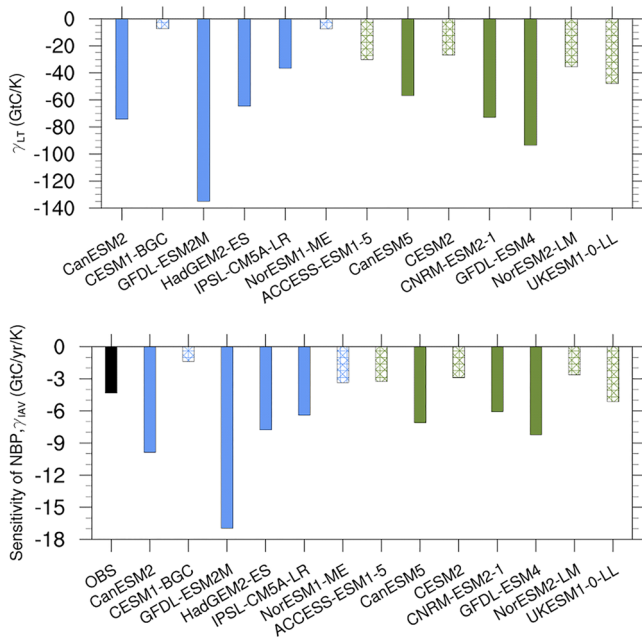 0
-20
-40
-60
-80
-100
-120
-140
γLT (GtC/K)
CanESM2
CESM1-BGC
GFDL-ESM2M
HadGEM2-ES
IPSL-CM5A-LR
NorESM1-ME
ACCESS-ESM1-5
CanESM5
CESM2
CNRM-ESM2-1
GFDL-ESM4
NorESM2-LM
UKESM1-0-LL
0
-3
-6
-9
-12
-15
-18
Sensitivity of NBP,γIAV (GtC/yr/K)
OBS
CanESM2
CESM1-BGC
GFDL-ESM2M
HadGEM2-ES
IPSL-CM5A-LR
NorESM1-ME
ACCESS-ESM1-5
CanESM5
CESM2
CNRM-ESM2-1
GFDL-ESM4
NorESM2-LM
UKESM1-0-LL